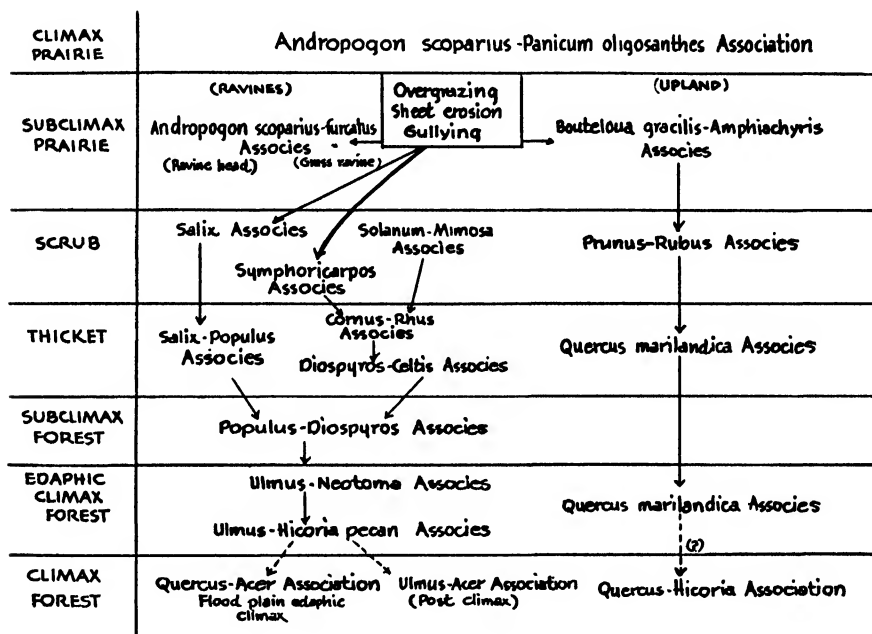 CLIMAX
PRAIRIE
Andropogon scoparius-Panicum oligosanthes Association
SUBCLIMAX
PRAIRIE
(RAVINES)
Andropogon scoparius-furcatus
Associes
(Ravine head)
(Grass ravine)
Overgrazing
Sheet erosion
Gullying
(UPLAND)
Bouteloua gracilis-Amphiachyris
Associes
SCRUB
Salix Associes
Symphoricarpos
Associes
Solanum-Mimosa
Associes
Prunus-Rubus Associes
THICKET
Salix-Populus
Associes
Cornus-Rhus
Associes
Diospyros-Celtis Associes
Quercus marilandica Associes
SUBCLIMAX
FOREST
Populus-Diospyros Associes
EDAPHIC
CLIMAX
FOREST
Ulmus-Neotoma Associes
Ulmus-Hicoria pecan Associes
Quercus marilandica Associes
(?)
CLIMAX
FOREST
Quercus-Acer Association
Flood plain edaphic
climax
Ulmus-Acer Association
(Post climax)
Quercus-Hicoria Association